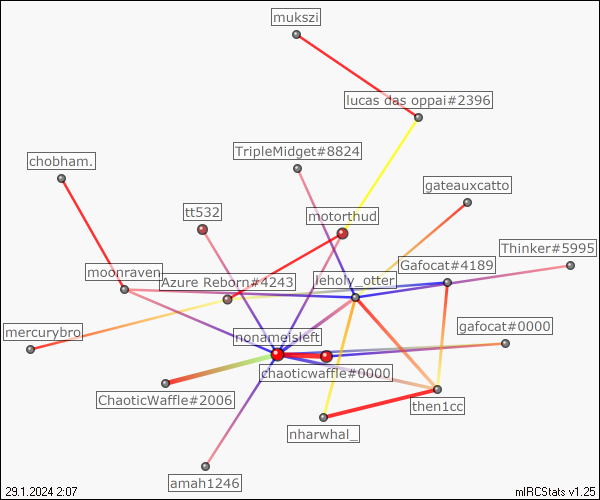 mukszi
lucas das oppai#2396
TripleMidget#8824
chobham.
gateauxcatto
tt532
motorthud
Thinker#5995
moonraven
Azure Reborn#4243
leholy_otter
Gafocat#4189
mercurybro
nonameisleft
gafocat#0000
chaoticwaffle#0000
ChaoticWaffle#2006
then1cc
nharwhal_
amah1246
29.1.2024 2:07
mIRCStats v1.25